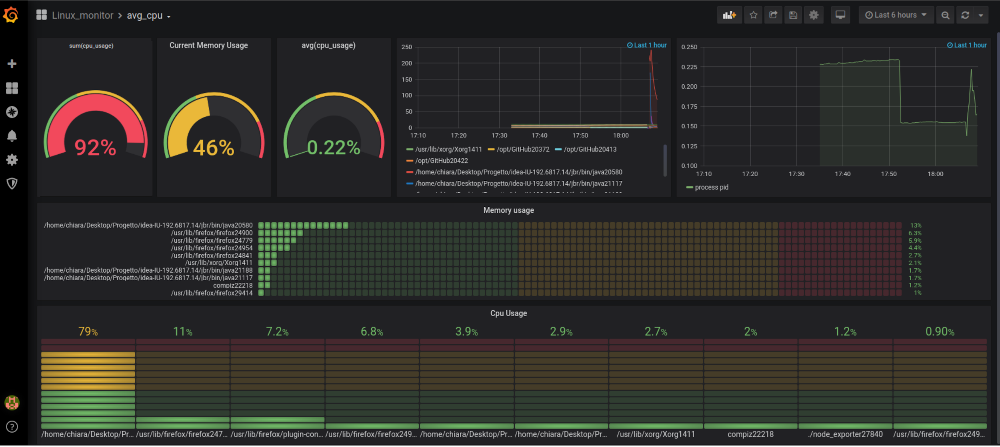 Linux_monitor > avg_cpu
Last 6 hours
sum(cpu_usage)
92%
Current Memory Usage
46%
avg(cpu_usage)
0.22%
Last 1 hour
250
200
150
100
50
0
17:10 17:20 17:30 17:40 17:50 18:00
/usr/lib/xorg/Xorg1411 /opt/GitHub20372 /opt/GitHub20413
/opt/GitHub20422
/home/chiara/Desktop/Progetto/idea-IU-192.6817.14/jbr/bin/java20580
/home/chiara/Desktop/Progetto/idea-IU-192.6817.14/jbr/bin/java21117
Last 1 hour
0.250
0.225
0.200
0.175
0.150
0.125
0.100
17:10 17:20 17:30 17:40 17:50 18:00
process pid
Memory usage
/home/chiara/Desktop/Progetto/idea-IU-192.6817.14/jbr/bin/java20580 13%
/usr/lib/firefox/firefox24900 6.3%
/usr/lib/firefox/firefox24779 5.9%
/usr/lib/firefox/firefox24954 4.4%
/usr/lib/firefox/firefox24841 2.7%
/usr/lib/xorg/Xorg1411 2.1%
/home/chiara/Desktop/Progetto/idea-IU-192.6817.14/jbr/bin/java21188 1.7%
/home/chiara/Desktop/Progetto/idea-IU-192.6817.14/jbr/bin/java21117 1.7%
compiz22218 1.2%
/usr/lib/firefox/firefox29414 1%
Cpu Usage
79% 11% 7.2% 6.8% 3.9% 2.9% 2.7% 2% 1.2% 0.90%
/home/chiara/Desktop/Pr... /usr/lib/firefox/firefox247... /usr/lib/firefox/plugin-con... /usr/lib/firefox/firefox249... /home/chiara/Desktop/Pr... /home/chiara/Desktop/Pr... /usr/lib/xorg/Xorg1411 compiz22218 ./node_exporter27840 /usr/lib/firefox/firefox249...